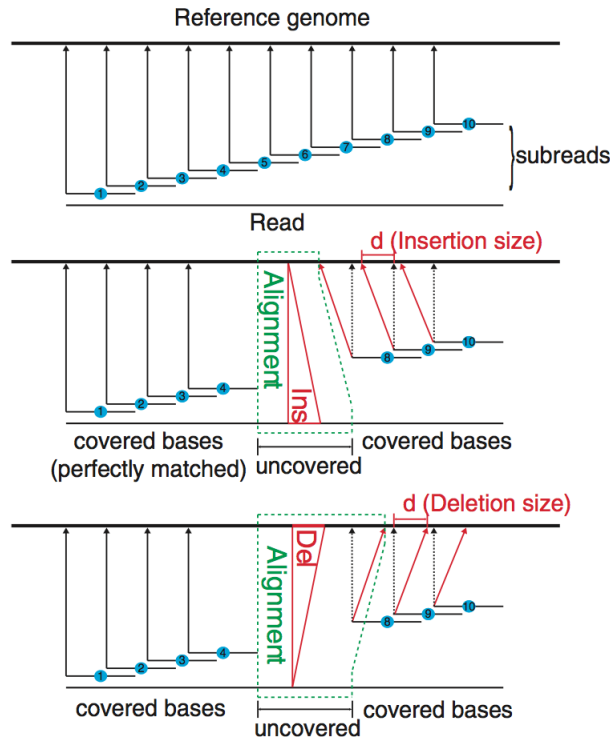 Reference genome
10
9
8
7
6
5
4
3
2
1
subreads
Read
d (Insertion size)
Alignment
Ins
10
9
8
4
3
2
1
covered bases
(perfectly matched)
uncovered
covered bases
d (Deletion size)
Del
Alignment
10
9
8
4
3
2
1
covered bases
uncovered
covered bases